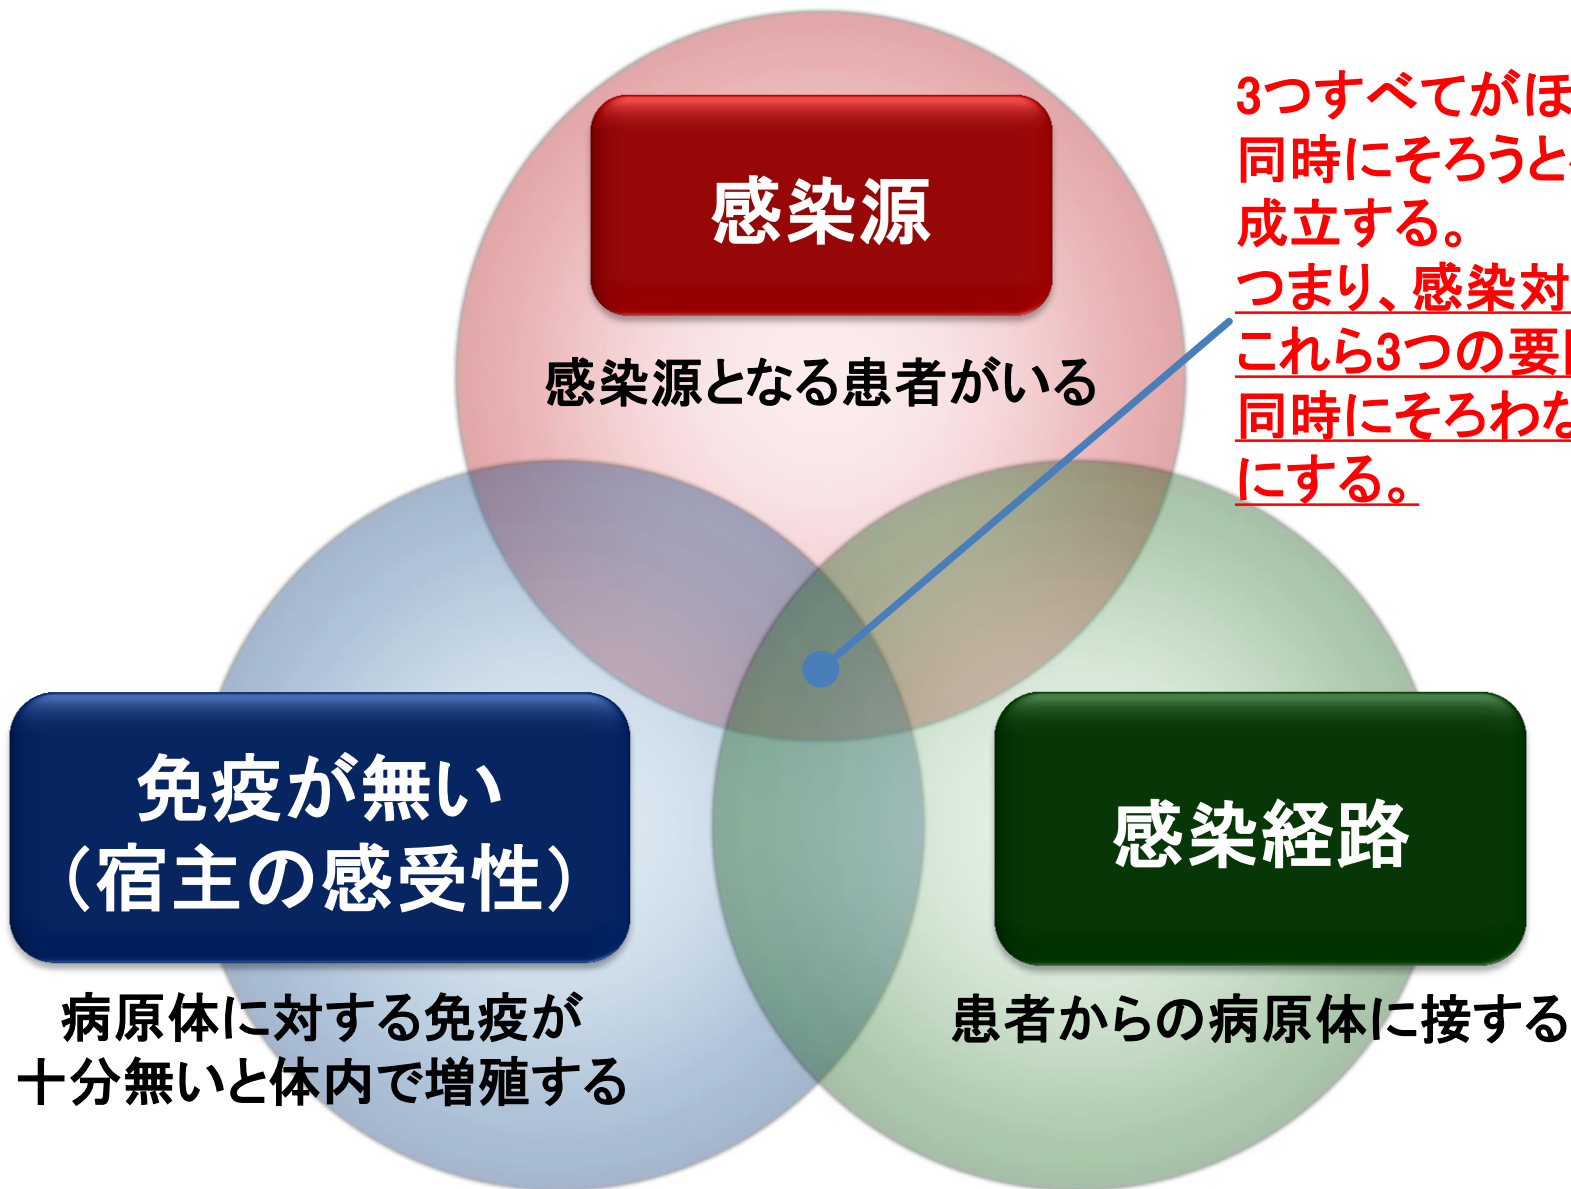 感染源
感染源となる患者がいる
3つすべてがほ
同時にそろうと
成立する。
つまり、感染対
これら3つの要
同時にそろわな
にする。
免疫が無い
（宿主の感受性）
病原体に対する免疫が
十分無いと体内で増殖する
感染経路
患者からの病原体に接する